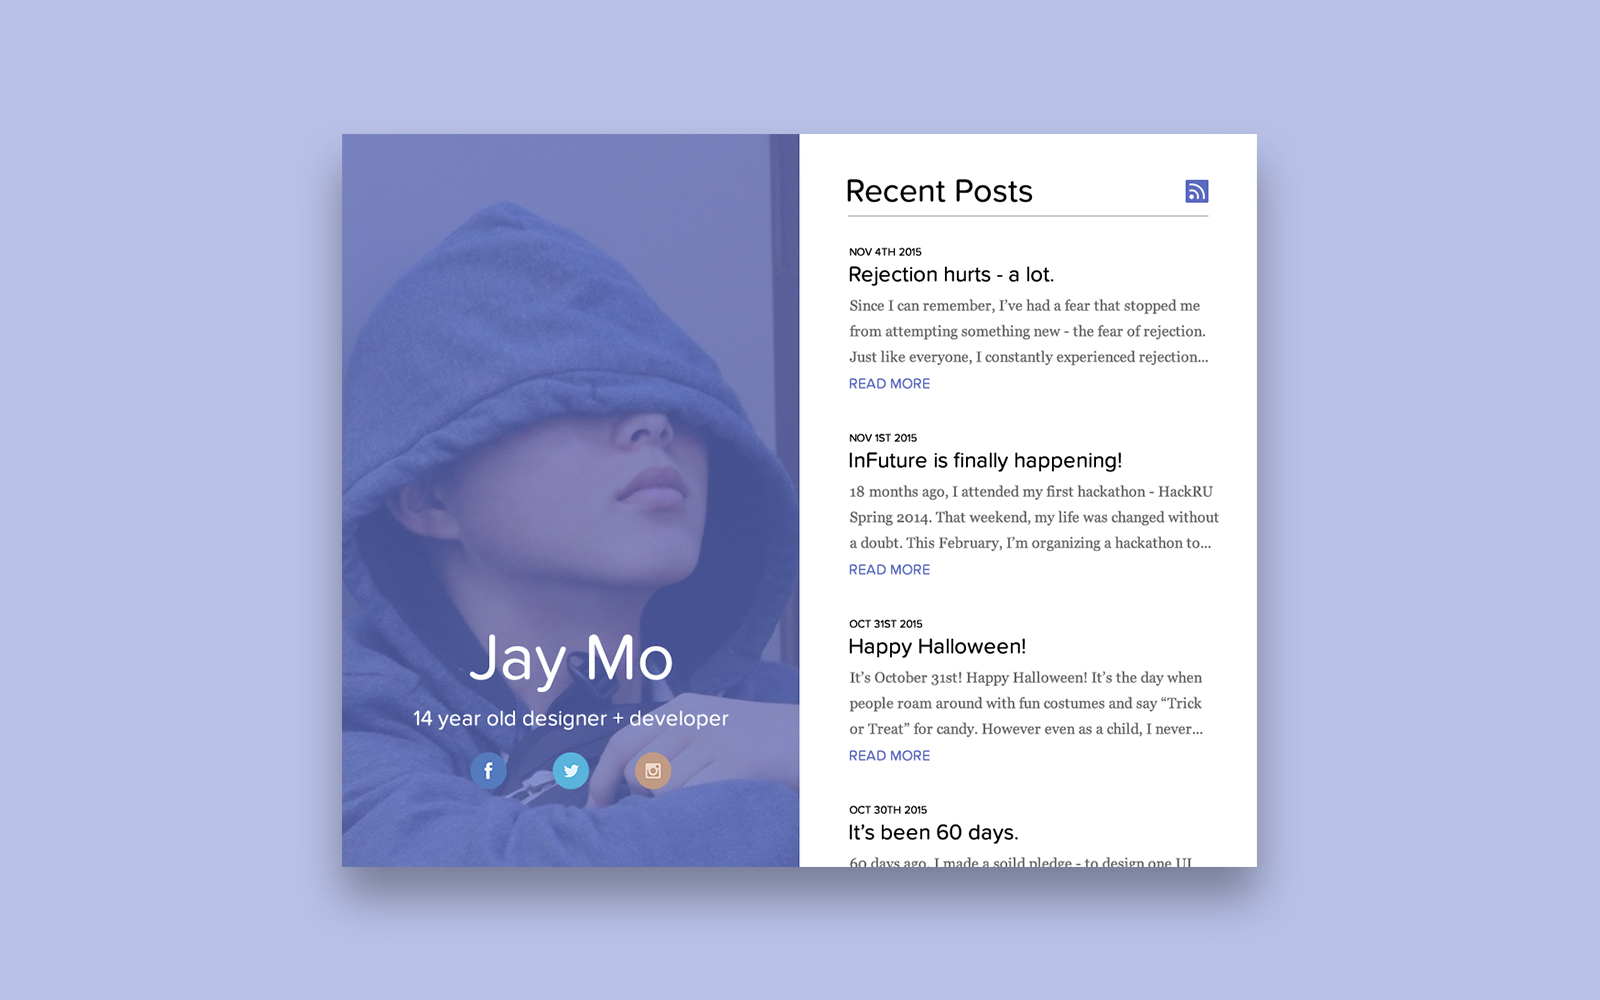 Jay Mo
14 year old designer + developer
Recent Posts
NOV 4TH 2015
Rejection hurts - a lot.
Since I can remember, I’ve had a fear that stopped me
from attempting something new - the fear of rejection.
Just like everyone, I constantly experienced rejection...
READ MORE
NOV 1ST 2015
InFuture is finally happening!
18 months ago, I attended my first hackathon - HackRU
Spring 2014. That weekend, my life was changed without
a doubt. This February, I’m organizing a hackathon to...
READ MORE
OCT 31ST 2015
Happy Halloween!
It’s October 31st! Happy Halloween! It’s the day when
people roam around with fun costumes and say “Trick
or Treat” for candy. However even as a child, I never...
READ MORE
OCT 30TH 2015
It’s been 60 days.
60 days ago, I made a soild pledge - to design one UI